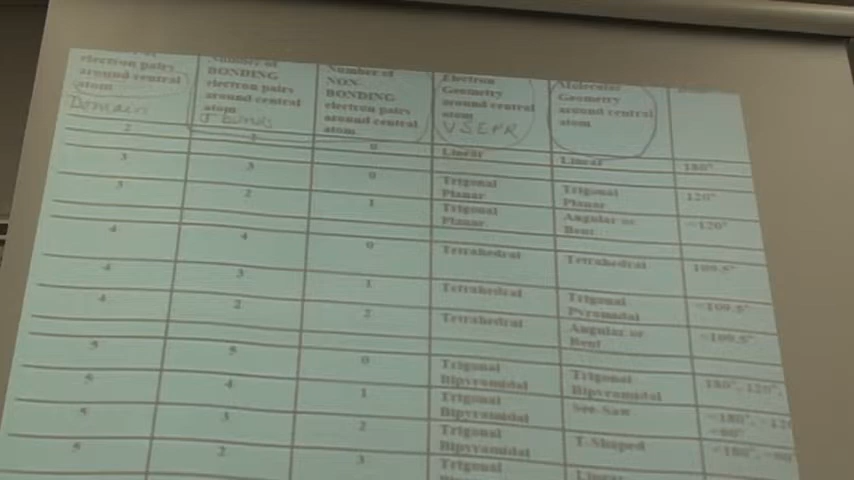 electron pairs around central atom
Domains
Number of BONDING electron pairs around central atom
σ bonds
Number of NON-BONDING electron pairs around central atom
Electron Geometry around central atom
VSEPR
Molecular Geometry around central atom
2 2 0 Linear Linear 180°
3 3 0 Trigonal Planar Trigonal Planar 120°
3 2 1 Trigonal Planar Angular or Bent ~120°
4 4 0 Tetrahedral Tetrahedral 109.5°
4 3 1 Tetrahedral Trigonal Pyramidal ~109.5°
4 2 2 Tetrahedral Angular or Bent ~109.5°
5 5 0 Trigonal Bipyramidal Trigonal Bipyramidal 180°, 120°,
5 4 1 Trigonal Bipyramidal See-Saw
5 3 2 Trigonal Bipyramidal T-Shaped
5 2 3 Trigonal Linear